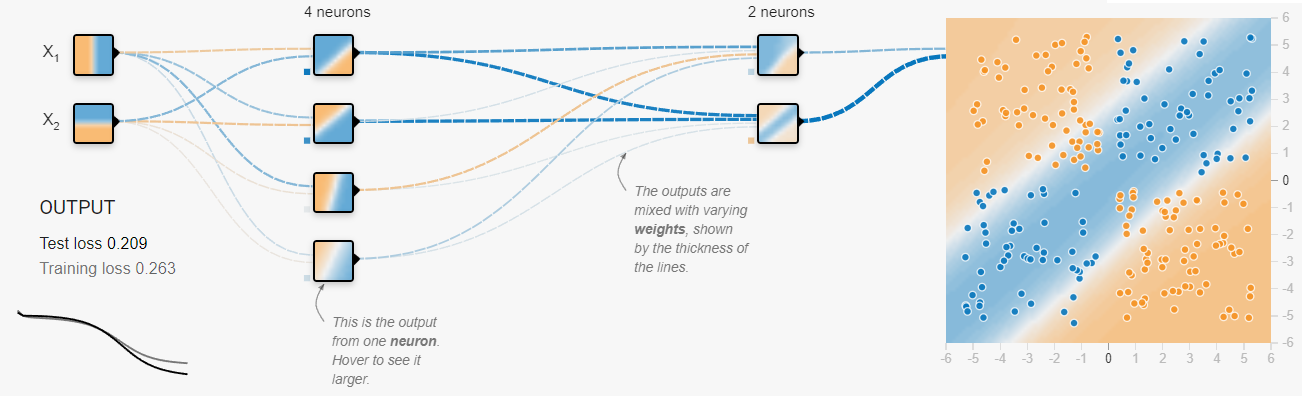 4 neurons
2 neurons
X1
X2
OUTPUT
Test loss 0.209
Training loss 0.263
This is the output
from one neuron.
Hover to see it
larger.
The outputs are
mixed with varying
weights, shown
by the thickness of
the lines.
6
5
4
3
2
1
0
-1
-2
-3
-4
-5
-6
-6 -5 -4 -3 -2 -1 0 1 2 3 4 5 6